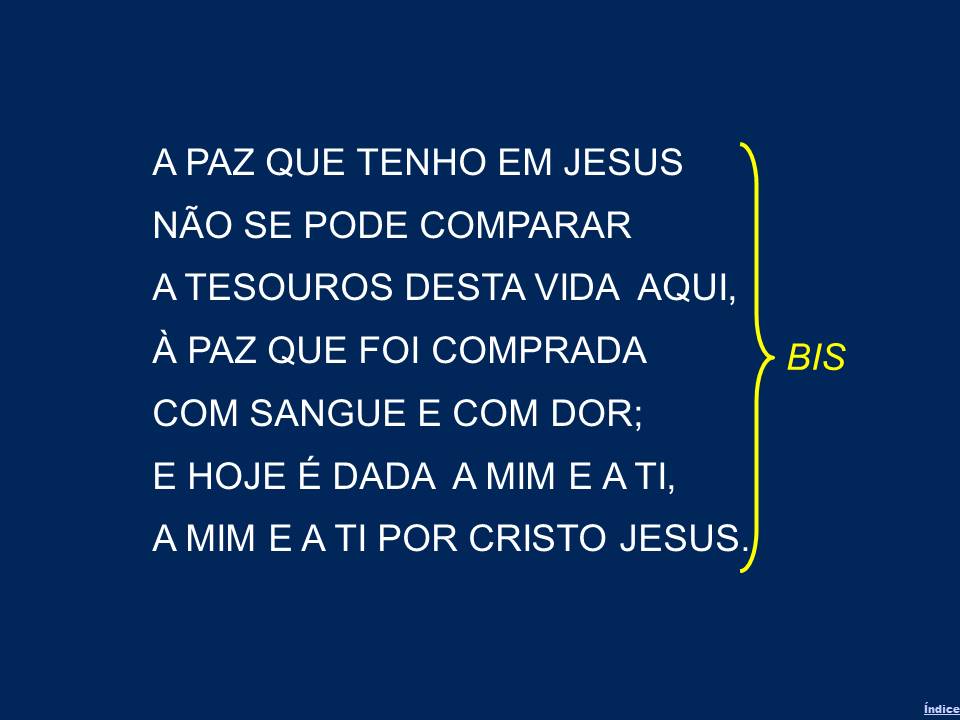 A PAZ QUE TENHO EM JESUS
NÃO SE PODE COMPARAR
A TESOUROS DESTA VIDA  AQUI,
À PAZ QUE FOI COMPRADA
COM SANGUE E COM DOR;
E HOJE É DADA  A MIM E A TI,
A MIM E A TI POR CRISTO JESUS.
BIS
Índice